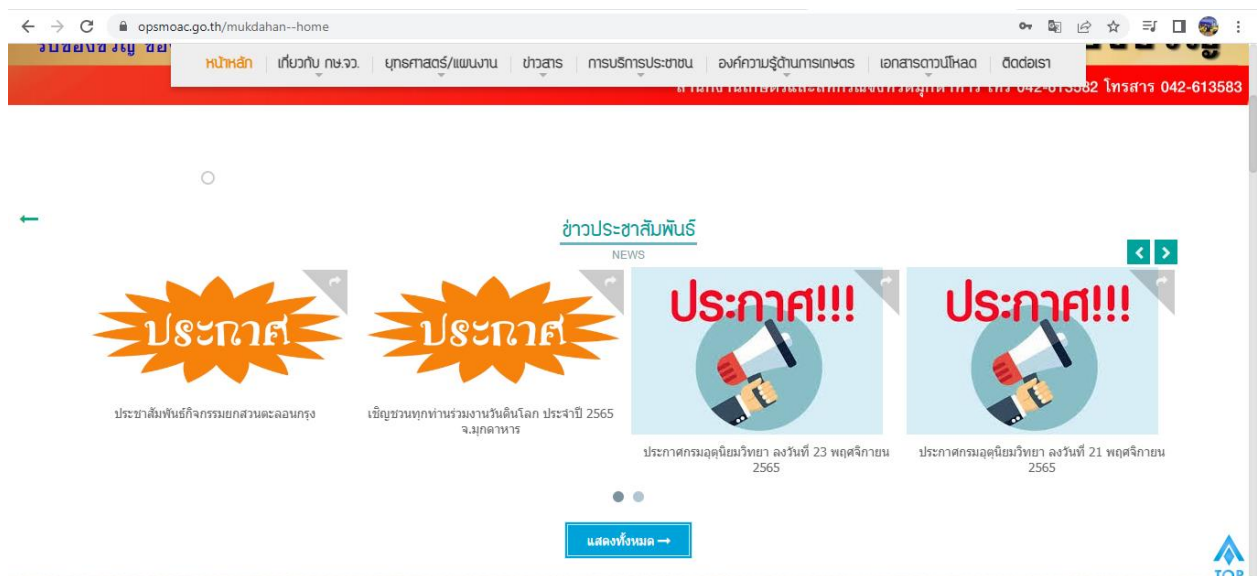 opsmoac.go.th/mukdahan--home
หน้าหลัก เกี่ยวกับ กษ.จว. ยุทธศาสตร์/แผนงาน ข่าวสาร การบริการประชาชน องค์ความรู้ด้านการเกษตร เอกสารดาวน์โหลด ติดต่อเรา
โทรสาร 042-613583
ข่าวประชาสัมพันธ์
NEWS
ประกาศ
ประกาศ
ประกาศ!!!
ประกาศ!!!
ประชาสัมพันธ์กิจกรรมยกสวนตะลอนกรุง
เชิญชวนทุกท่านร่วมงานวันดินโลก ประจำปี 2565
จ.มุกดาหาร
ประกาศกรมอุตุนิยมวิทยา ลงวันที่ 23 พฤศจิกายน
2565
ประกาศกรมอุตุนิยมวิทยา ลงวันที่ 21 พฤศจิกายน
2565
แสดงทั้งหมด →
TOP